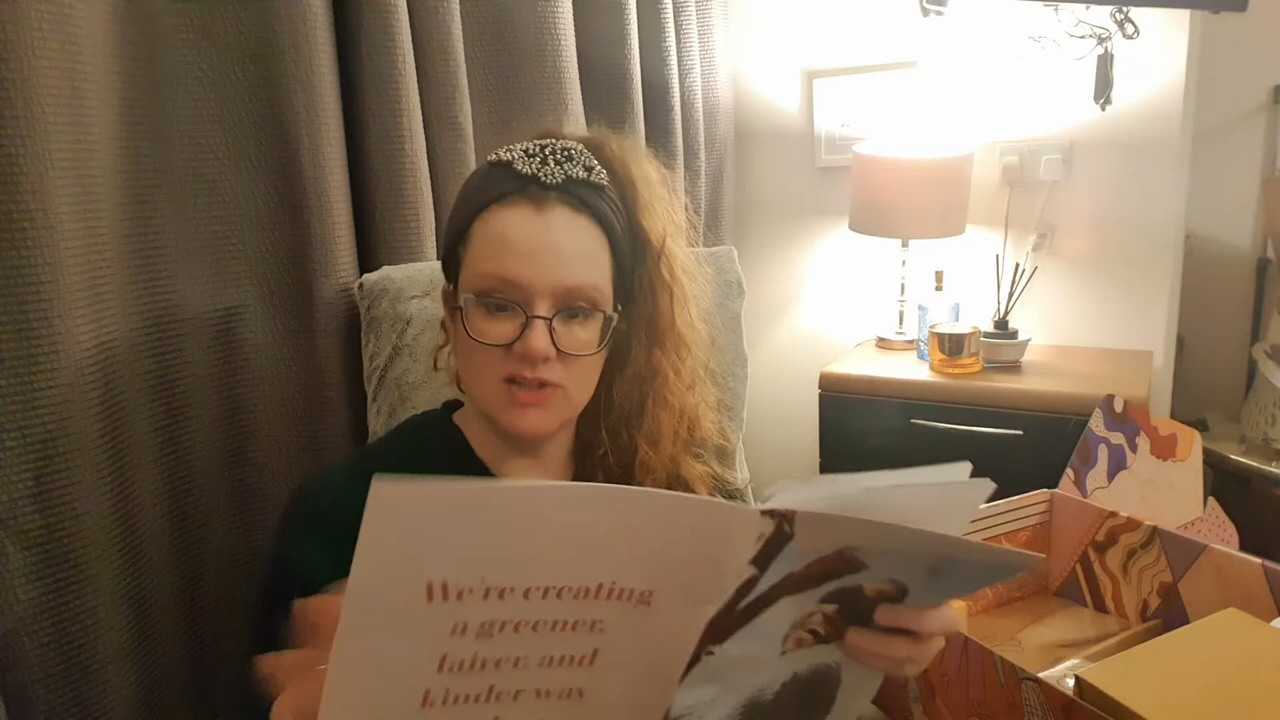 We're creating
a greener,
fairer, and
kinder way